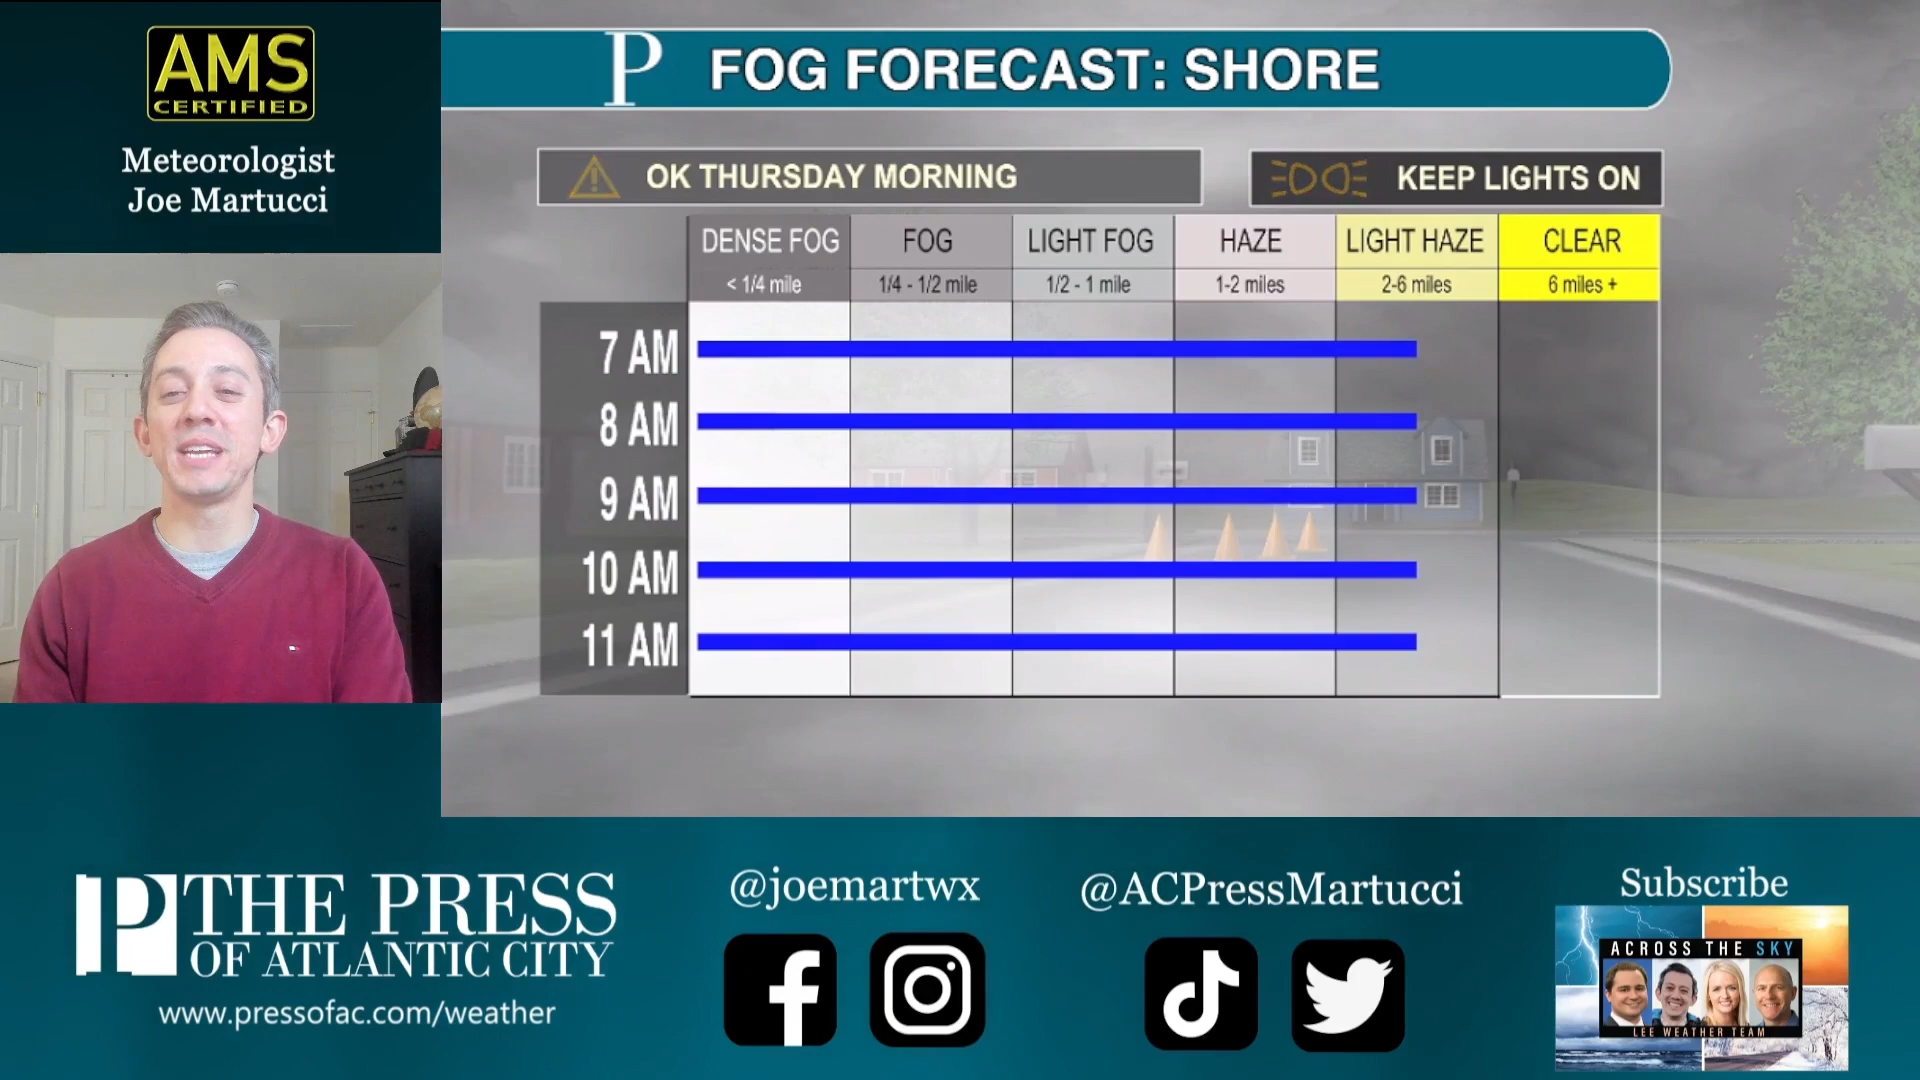 AMS
CERTIFIED
Meteorologist
Joe Martucci
P FOG FORECAST: SHORE
OK THURSDAY MORNING
KEEP LIGHTS ON
DENSE FOG FOG LIGHT FOG HAZE LIGHT HAZE CLEAR
< 1/4 mile 1/4 - 1/2 mile 1/2 - 1 mile 1-2 miles 2-6 miles 6 miles +
7 AM
8 AM
9 AM
10 AM
11 AM
P THE PRESS
OF ATLANTIC CITY
www.pressofac.com/weather
@joemartwx
@ACPressMartucci
Subscribe
ACROSS THE SKY
LEE WEATHER TEAM